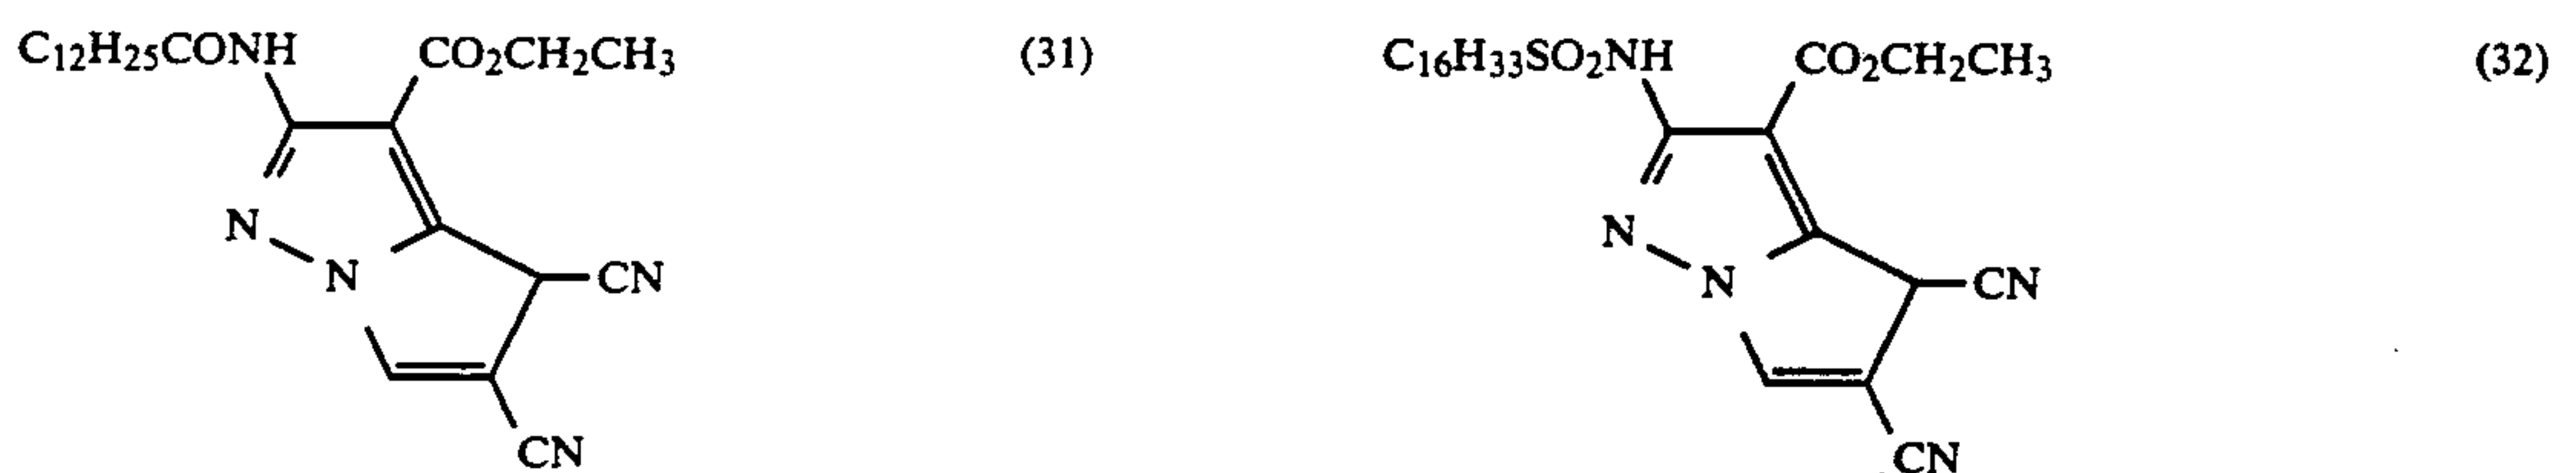 C₁₂H₂₅CONH CO₂CH₂CH₃ (31) C₁₆H₃₃SO₂NH CO₂CH₂CH₃ (32)
N N
N CN N CN
CN CN